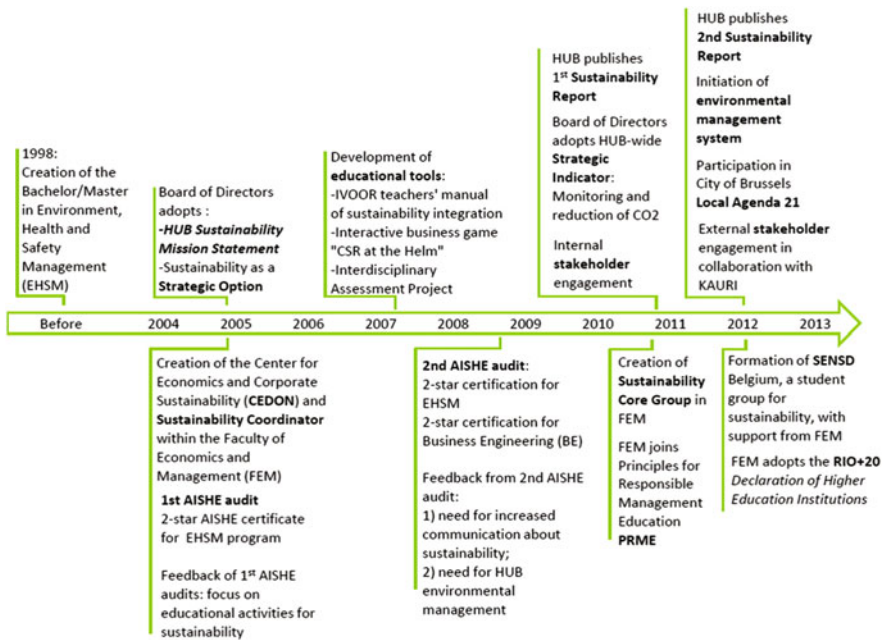 1998:
Creation of the
Bachelor/Master
in Environment,
Health and
Safety
Management
(EHSM)
Board of Directors
adopts :
-HUB Sustainability
Mission Statement
-Sustainability as a
Strategic Option
Development of
educational tools:
-IVOOR teachers' manual
of sustainability integration
-Interactive business game
"CSR at the Helm"
-Interdisciplinary
Assessment Project
HUB publishes
1st Sustainability
Report
Board of Directors
adopts HUB-wide
Strategic
Indicator:
Monitoring and
reduction of CO2
Internal
stakeholder
engagement
HUB publishes
2nd Sustainability
Report
Initiation of
environmental
management
system
Participation in
City of Brussels
Local Agenda 21
External stakeholder
engagement in
collaboration with
KAURI
Before 2004 2005 2006 2007 2008 2009 2010 2011 2012 2013
Creation of the Center for
Economics and Corporate
Sustainability (CEDON) and
Sustainability Coordinator
within the Faculty of
Economics and
Management (FEM)
1st AISHE audit
2-star AISHE certificate
for EHSM program
Feedback of 1st AISHE
audits: focus on
educational activities for
sustainability
2nd AISHE audit:
2-star certification for
EHSM
2-star certification for
Business Engineering (BE)
Feedback from 2nd AISHE
audit:
1) need for increased
communication about
sustainability;
2) need for HUB
environmental
management
Creation of
Sustainability
Core Group in
FEM
FEM joins
Principles for
Responsible
Management
Education
PRME
Formation of SENSD
Belgium, a student
group for
sustainability, with
support from FEM
FEM adopts the RIO+20
Declaration of Higher
Education Institutions